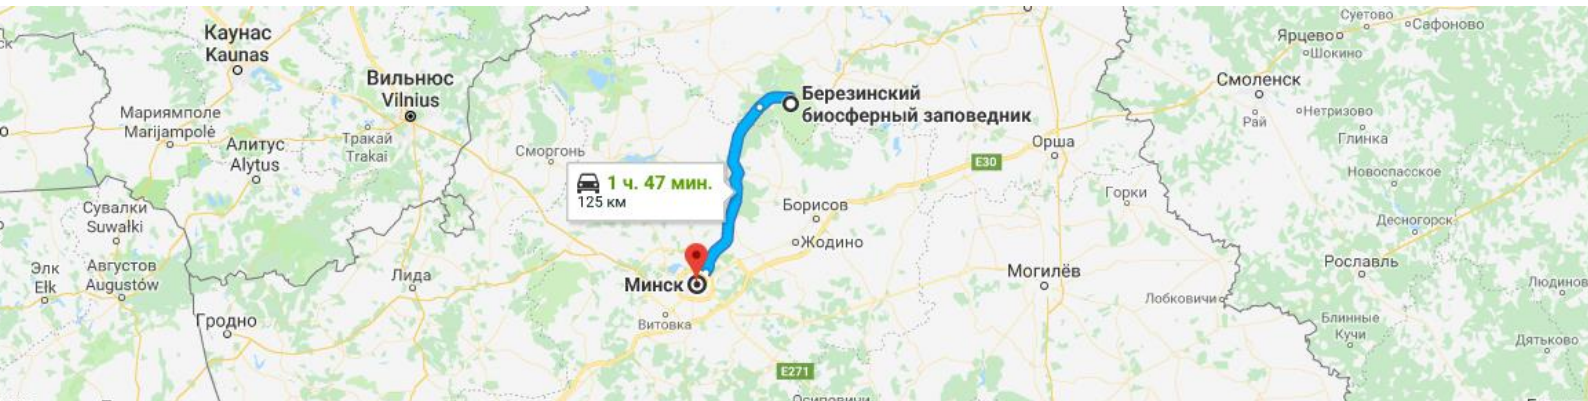 Каунас
Kaunas
Вильнюс
Vilnius
Мариямполе
Marijampolė
Алитус
Alytus
Тракай
Trakai
Сморгонь
Березинский
биосферный заповедник
1 ч. 47 мин.
125 км
E30
Орша
Борисов
Жодино
Горки
Суетово
Сафоново
Ярцево
Шокино
Смоленск
Рай
Нетризово
Глинка
Новоспасское
Десногорск
Сувалки
Suwałki
Элк
Ełk
Августов
Augustów
Лида
Гродно
Минск
Витовка
Могилёв
Лобковичи
Рославль
Людинов
Блинные
Кучи
Дятьково
E271
Осиповичи